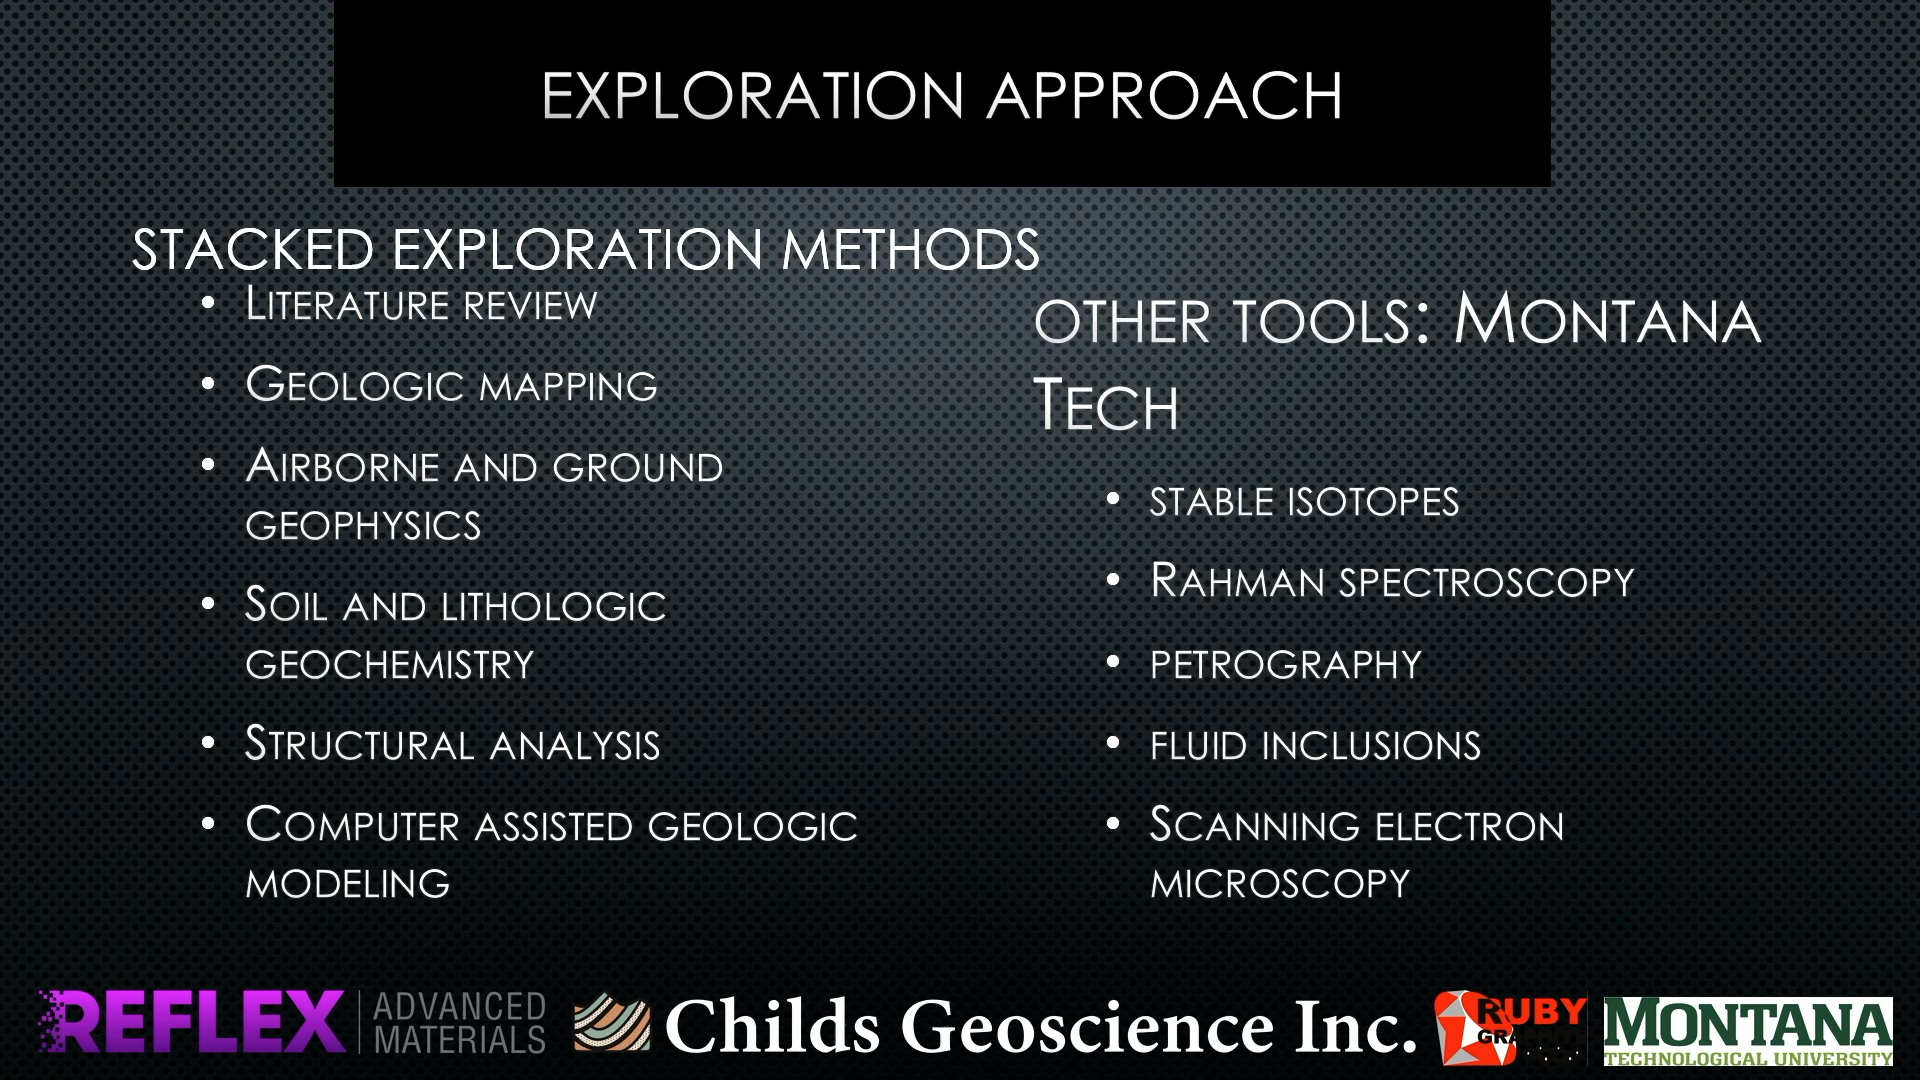 EXPLORATION APPROACH
STACKED EXPLORATION METHODS
• LITERATURE REVIEW
• GEOLOGIC MAPPING
• AIRBORNE AND GROUND
GEOPHYSICS
• SOIL AND LITHOLOGIC
GEOCHEMISTRY
• STRUCTURAL ANALYSIS
• COMPUTER ASSISTED GEOLOGIC
MODELING
OTHER TOOLS: MONTANA
TECH
• STABLE ISOTOPES
• RAHMAN SPECTROSCOPY
• PETROGRAPHY
• FLUID INCLUSIONS
• SCANNING ELECTRON
MICROSCOPY
REFLEX
ADVANCED
MATERIALS
Childs Geoscience Inc.
RUBY
MONTANA
TECHNOLOGICAL UNIVERSITY